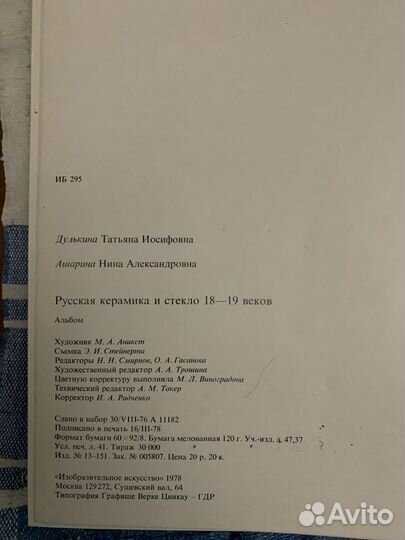 ИБ 295
Дулькина Татьяна Иосифовна
Ашарина Нина Александровна
Русская керамика и стекло 18—19 веков
Альбом
Художник М. А. Аникст
Съемка Э. И. Стейнерта
Редакторы Н. Н. Смирнов, О. А. Гасанова
Художественный редактор А. А. Трошина
Цветную корректуру выполнила М. Л. Виноградова
Технический редактор А. М. Токер
Корректор И. А. Радченко
Сдано в набор 30/VIII-76 А 11182
Подписано в печать 16/III-78
Формат бумаги 60 × 92/8. Бумага мелованная 120 г. Уч.-изд. л. 47,37
Усл. печ. л. 41. Тираж 30 000
Изд. № 13-151. Зак. № 005807. Цена 20 р. 20 к.
«Изобразительное искусство» 1978
Москва 129272, Сущевский вал, 64
Типография Графише Верке Цвикау — ГДР
Avito